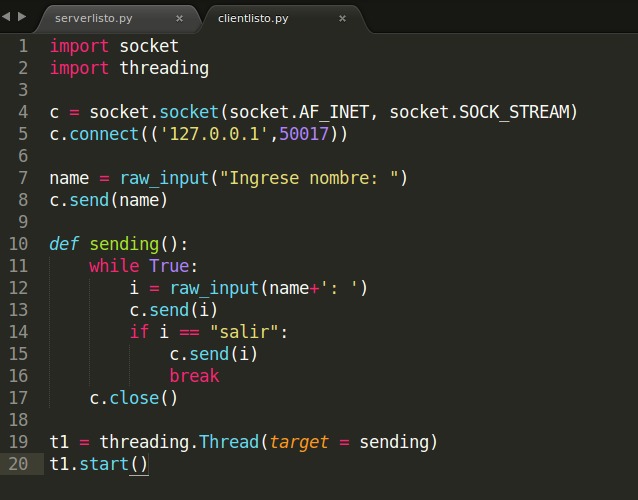 serverlisto.py × clientlisto.py ×
1 import socket
2 import threading
3
4 c = socket.socket(socket.AF_INET, socket.SOCK_STREAM)
5 c.connect(('127.0.0.1',50017))
6
7 name = raw_input("Ingrese nombre: ")
8 c.send(name)
9
10 def sending():
11     while True:
12         i = raw_input(name+': ')
13         c.send(i)
14         if i == "salir":
15             c.send(i)
16             break
17     c.close()
18
19 t1 = threading.Thread(target = sending)
20 t1.start()